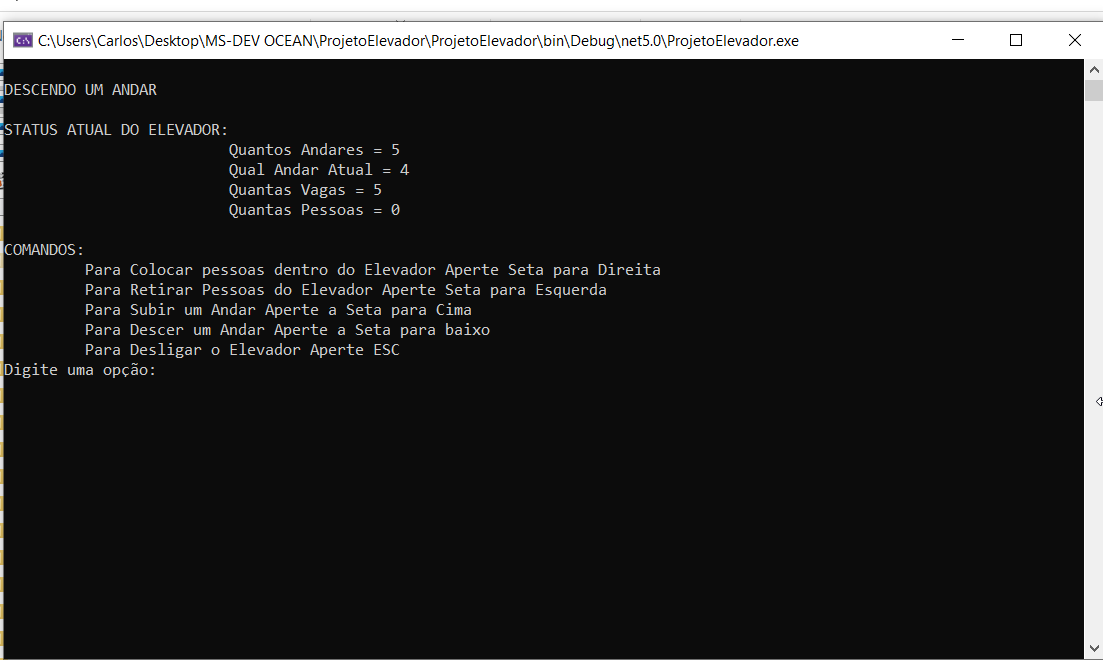 C:\Users\Carlos\Desktop\MS-DEV OCEAN\ProjetoElevador\ProjetoElevador\bin\Debug\net5.0\ProjetoElevador.exe
DESCENDO UM ANDAR
STATUS ATUAL DO ELEVADOR:
Quantos Andares = 5
Qual Andar Atual = 4
Quantas Vagas = 5
Quantas Pessoas = 0
COMANDOS:
Para Colocar pessoas dentro do Elevador Aperte Seta para Direita
Para Retirar Pessoas do Elevador Aperte Seta para Esquerda
Para Subir um Andar Aperte a Seta para Cima
Para Descer um Andar Aperte a Seta para baixo
Para Desligar o Elevador Aperte ESC
Digite uma opção: